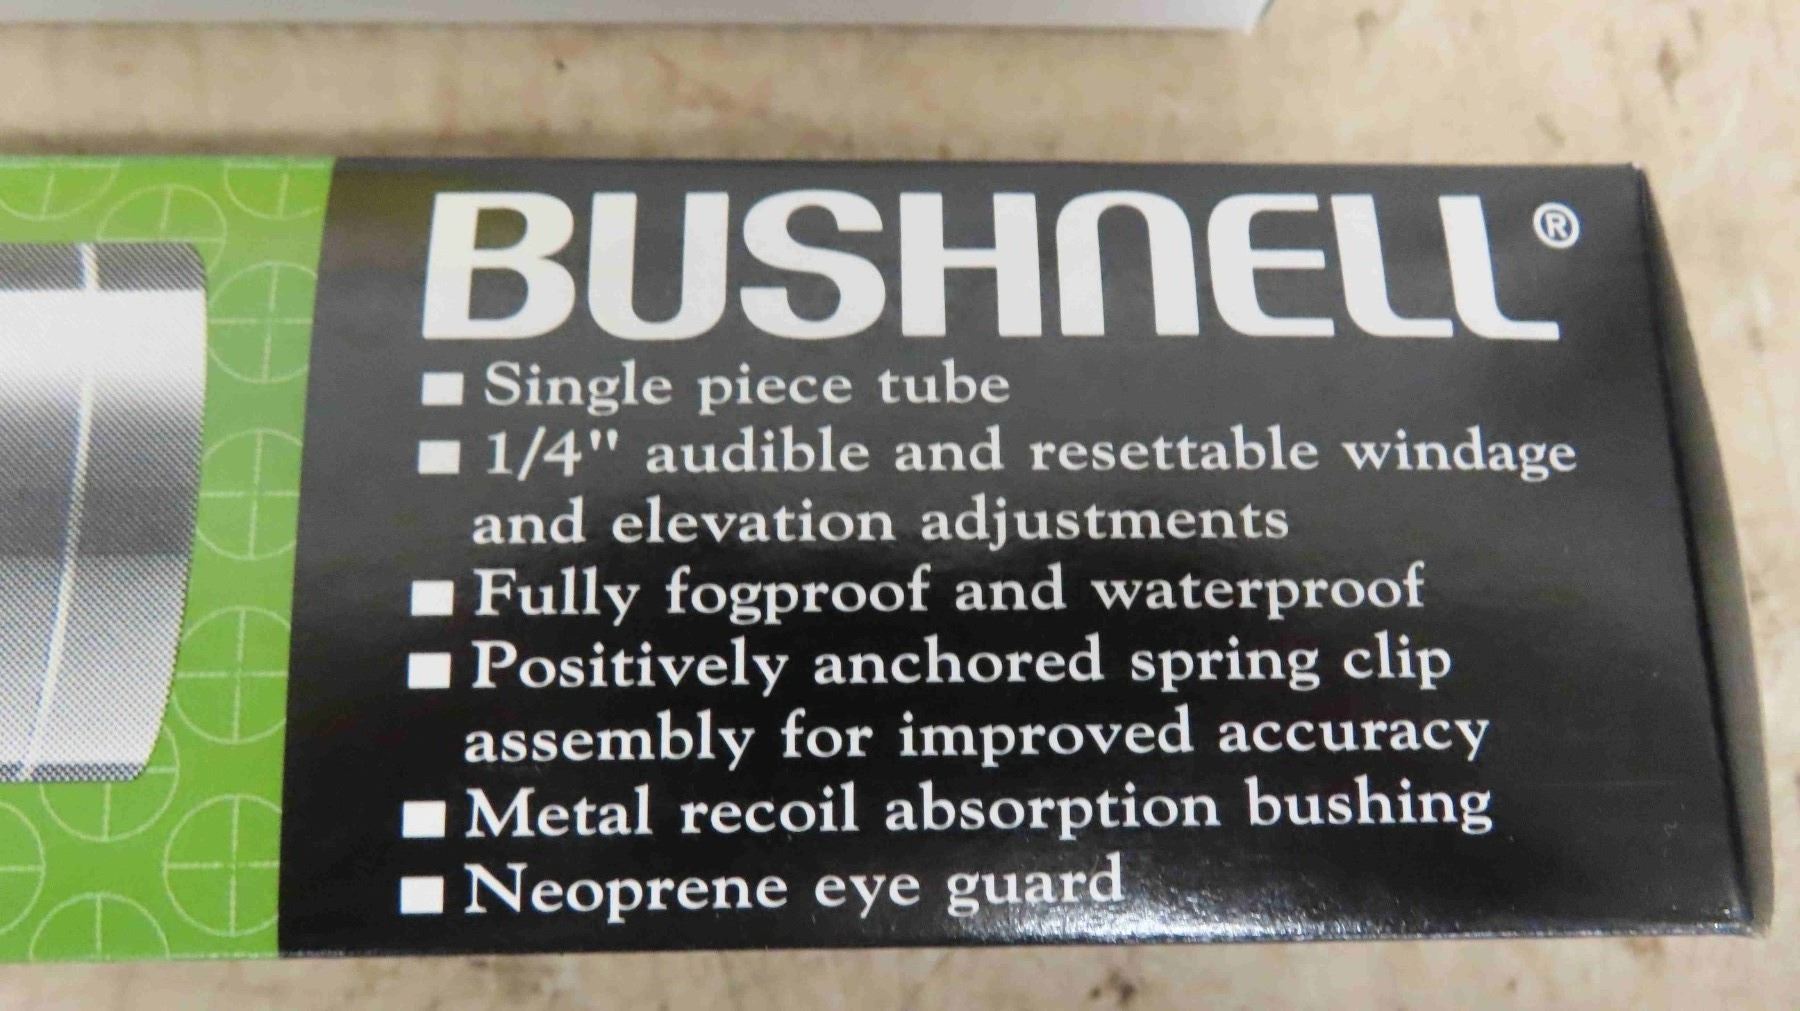 BUSHNELL®
■ Single piece tube
■ 1/4" audible and resettable windage
and elevation adjustments
■ Fully fogproof and waterproof
■ Positively anchored spring clip
assembly for improved accuracy
■ Metal recoil absorption bushing
■ Neoprene eye guard